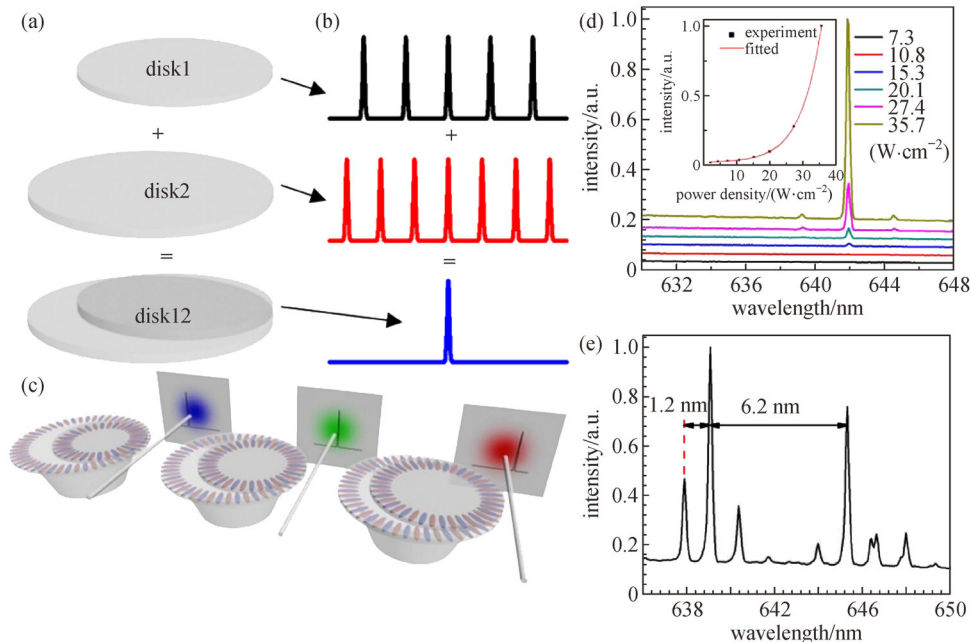 (a)
disk1
+
disk2
=
disk12
(b)
+
=
(c)
(d)
intensity/a.u.
1.0
0.8
0.6
0.4
0.2
0
632
636
640
644
648
wavelength/nm
intensity/a.u.
1.0
0.5
0
0
10
20
30
40
power density/(W·cm⁻²)
experiment
fitted
7.3
10.8
15.3
20.1
27.4
35.7
(W·cm⁻²)
(e)
intensity/a.u.
1.0
0.8
0.6
0.4
0.2
0
1.2 nm
6.2 nm
638
642
646
650
wavelength/nm